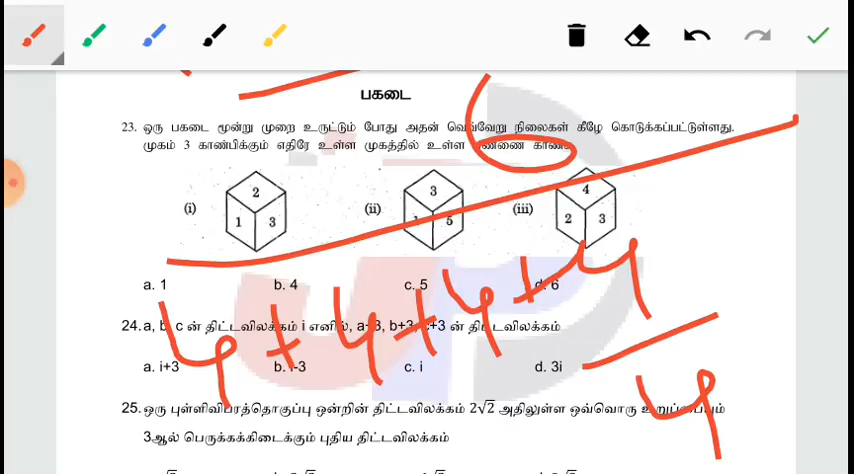 பகடை
23. ஒரு பகடை மூன்று முறை உருட்டும் போது அதன் வெவ்வேறு நிலைகள் கீழே கொடுக்கப்பட்டுள்ளது.
முகம் 3 காண்பிக்கும் எதிரே உள்ள முகத்தில் உள்ள காண்க
(i) 2 1 3 (ii) 3 1 5 (iii) 4 2 3
a. 1 b. 4 c. 5 d. 6
24. a, b, c ன் திட்டவிலக்கம் i எனில், a+3, b+3, c+3 ன் திட்டவிலக்கம்
a. i+3 b. i-3 c. i d. 3i
4 + 4 + 4 + 4
4
25. ஒரு புள்ளிவிபரத்தொகுப்பு ஒன்றின் திட்டவிலக்கம் 2√2 அதிலுள்ள ஒவ்வொரு உறுப்பையும்
3ஆல் பெருக்கக்கிடைக்கும் புதிய திட்டவிலக்கம்